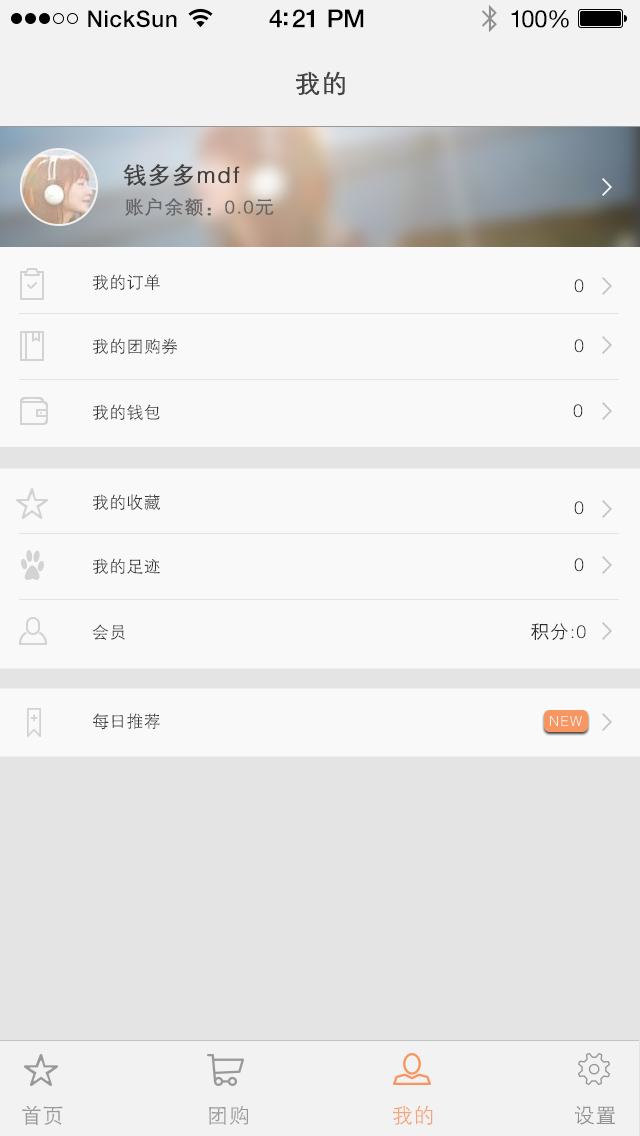 NickSun 4:21 PM 100%
我的
钱多多mdf
账户余额：0.0元
我的订单 0
我的团购券 0
我的钱包 0
我的收藏 0
我的足迹 0
会员 积分:0
每日推荐 NEW
首页 团购 我的 设置